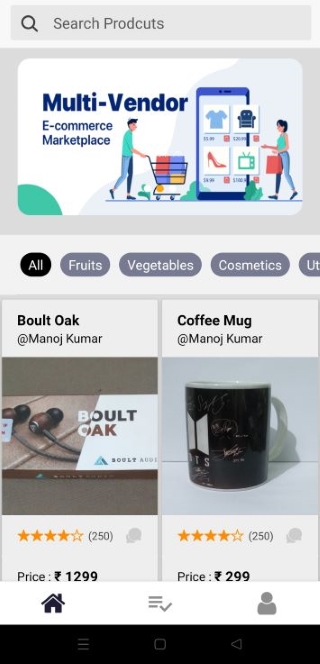 Search Prodcuts
Multi-Vendor
E-commerce
Marketplace
All
Fruits
Vegetables
Cosmetics
Ut
Boult Oak
@Manoj Kumar
Coffee Mug
@Manoj Kumar
BOULT
OAK
BOULT AUDI
(250)
(250)
Price : ₹ 1299
Price : ₹ 299